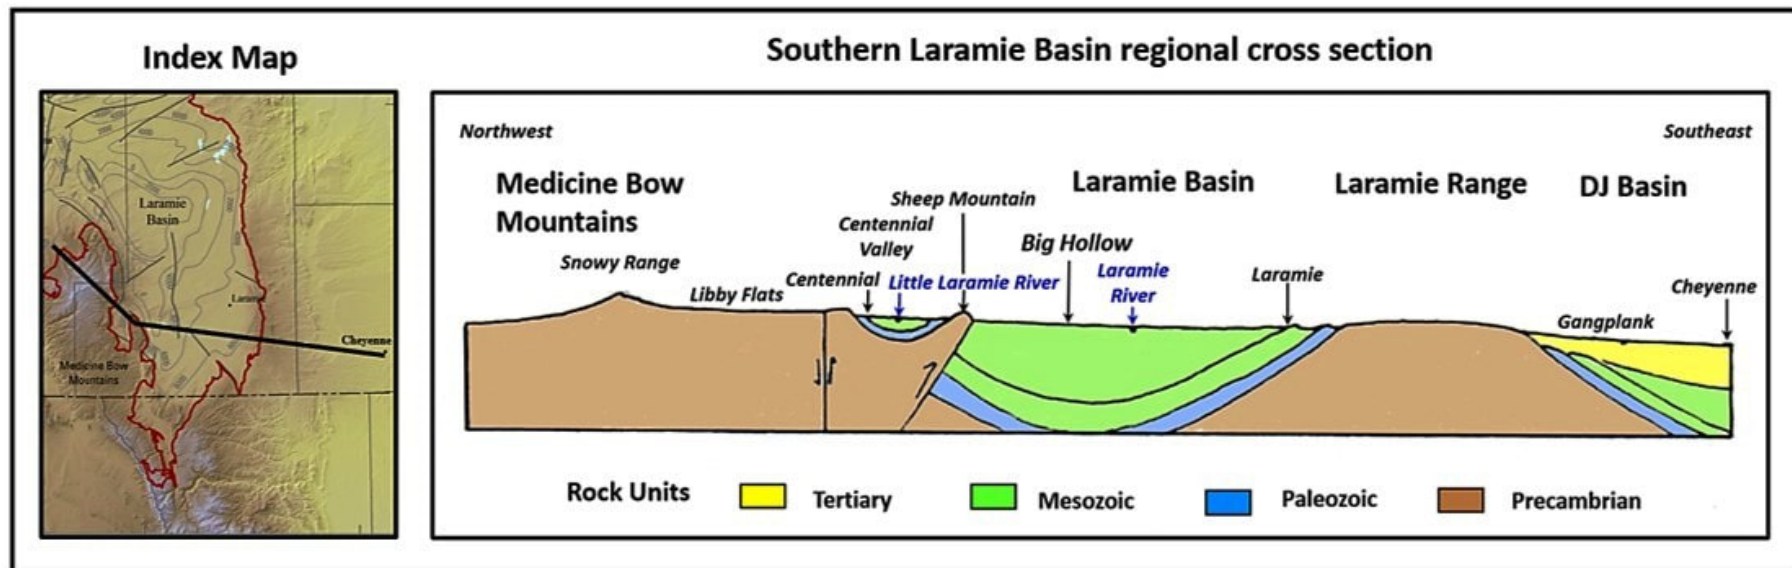 Index Map
Laramie
Basin
Laramie
Cheyenne
Medicine Bow
Mountains
Southern Laramie Basin regional cross section
Northwest
Southeast
Medicine Bow
Mountains
Snowy Range
Libby Flats
Centennial
Centennial
Valley
Sheep Mountain
Little Laramie River
Big Hollow
Laramie Basin
Laramie
River
Laramie
Laramie Range
DJ Basin
Gangplank
Cheyenne
Rock Units
Tertiary
Mesozoic
Paleozoic
Precambrian